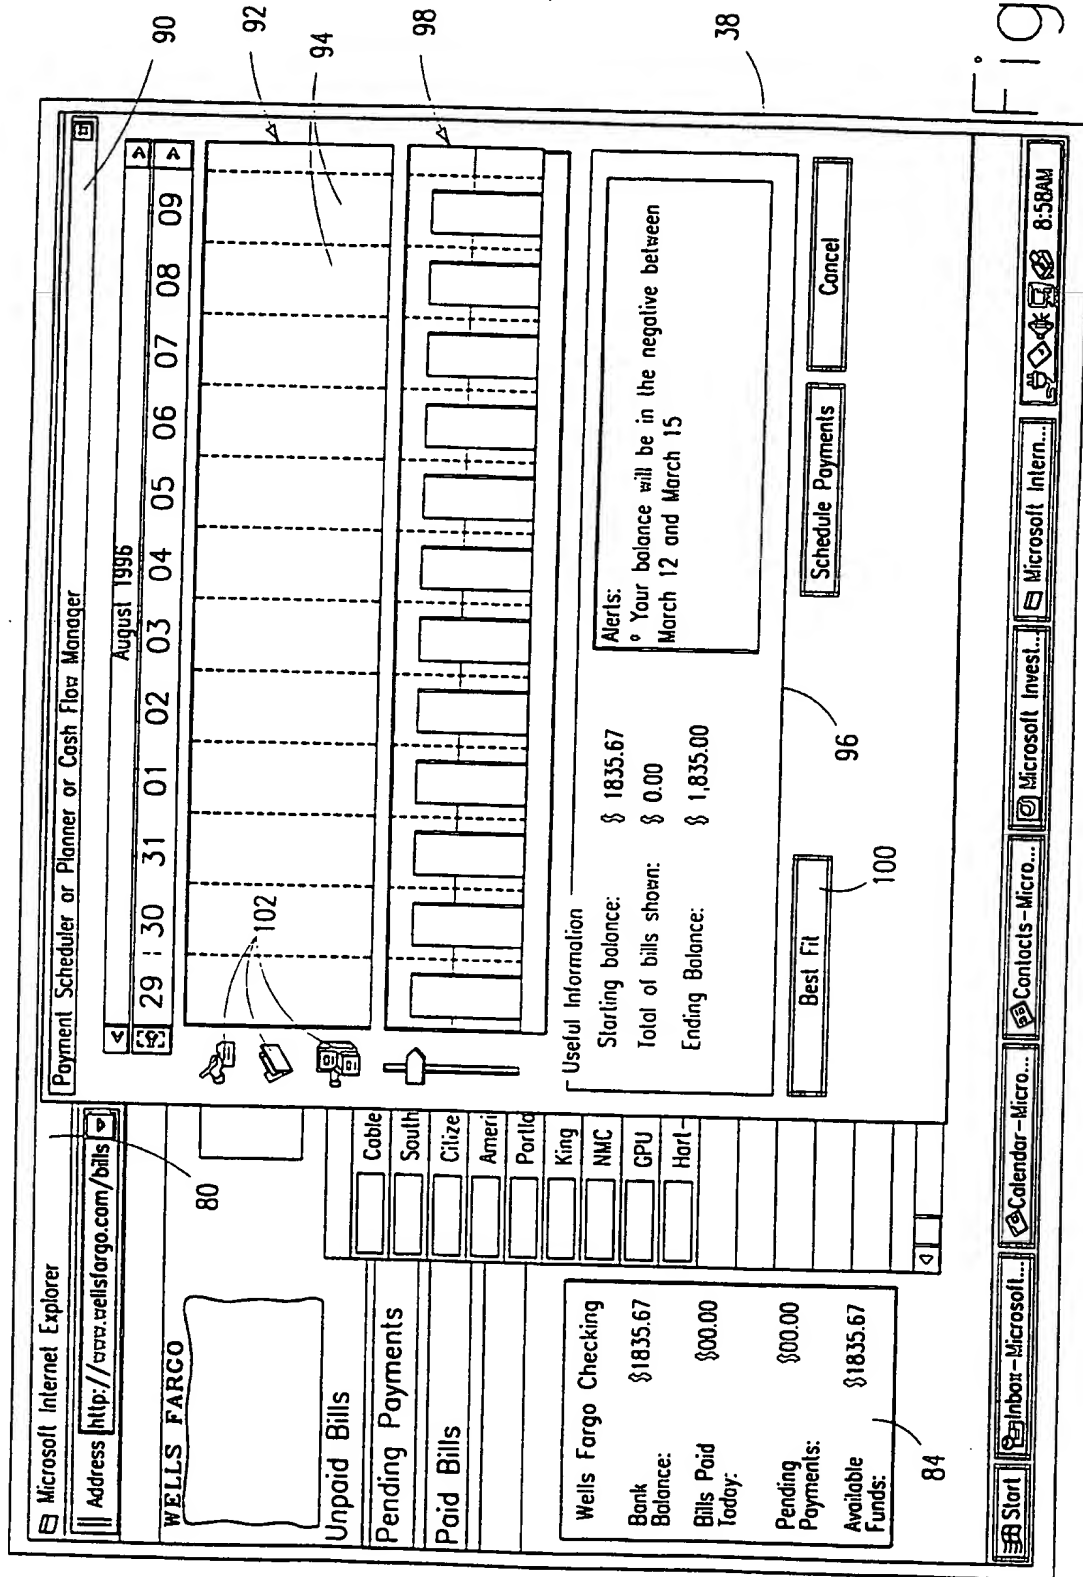 Microsoft Internet Explorer
Address http://www.wellsfargo.com/bills
80
WELLS FARGO
Unpaid Bills
Pending Payments
Paid Bills
Cable
South
Citize
Ameri
Portla
King
NMC
GPU
Hart-
Wells Fargo Checking
Bank Balance: $1835.67
Bills Paid Today: $00.00
Pending Payments: $00.00
Available Funds: $1835.67
84
Payment Scheduler or Planner or Cash Flow Manager
90
August 1996
29 30 31 01 02 03 04 05 06 07 08 09
92
94
98
102
Useful Information
Starting balance: $ 1835.67
Total of bills shown: $ 0.00
Ending Balance: $ 1,835.00
Alerts:
° Your balance will be in the negative between
March 12 and March 15
96
38
Best Fit
100
Schedule Payments
Cancel
Start
Inbox-Microsoft...
Calendar-Micro...
Contacts-Micro...
Microsoft Invest...
Microsoft Intern...
8:58AM
Fig